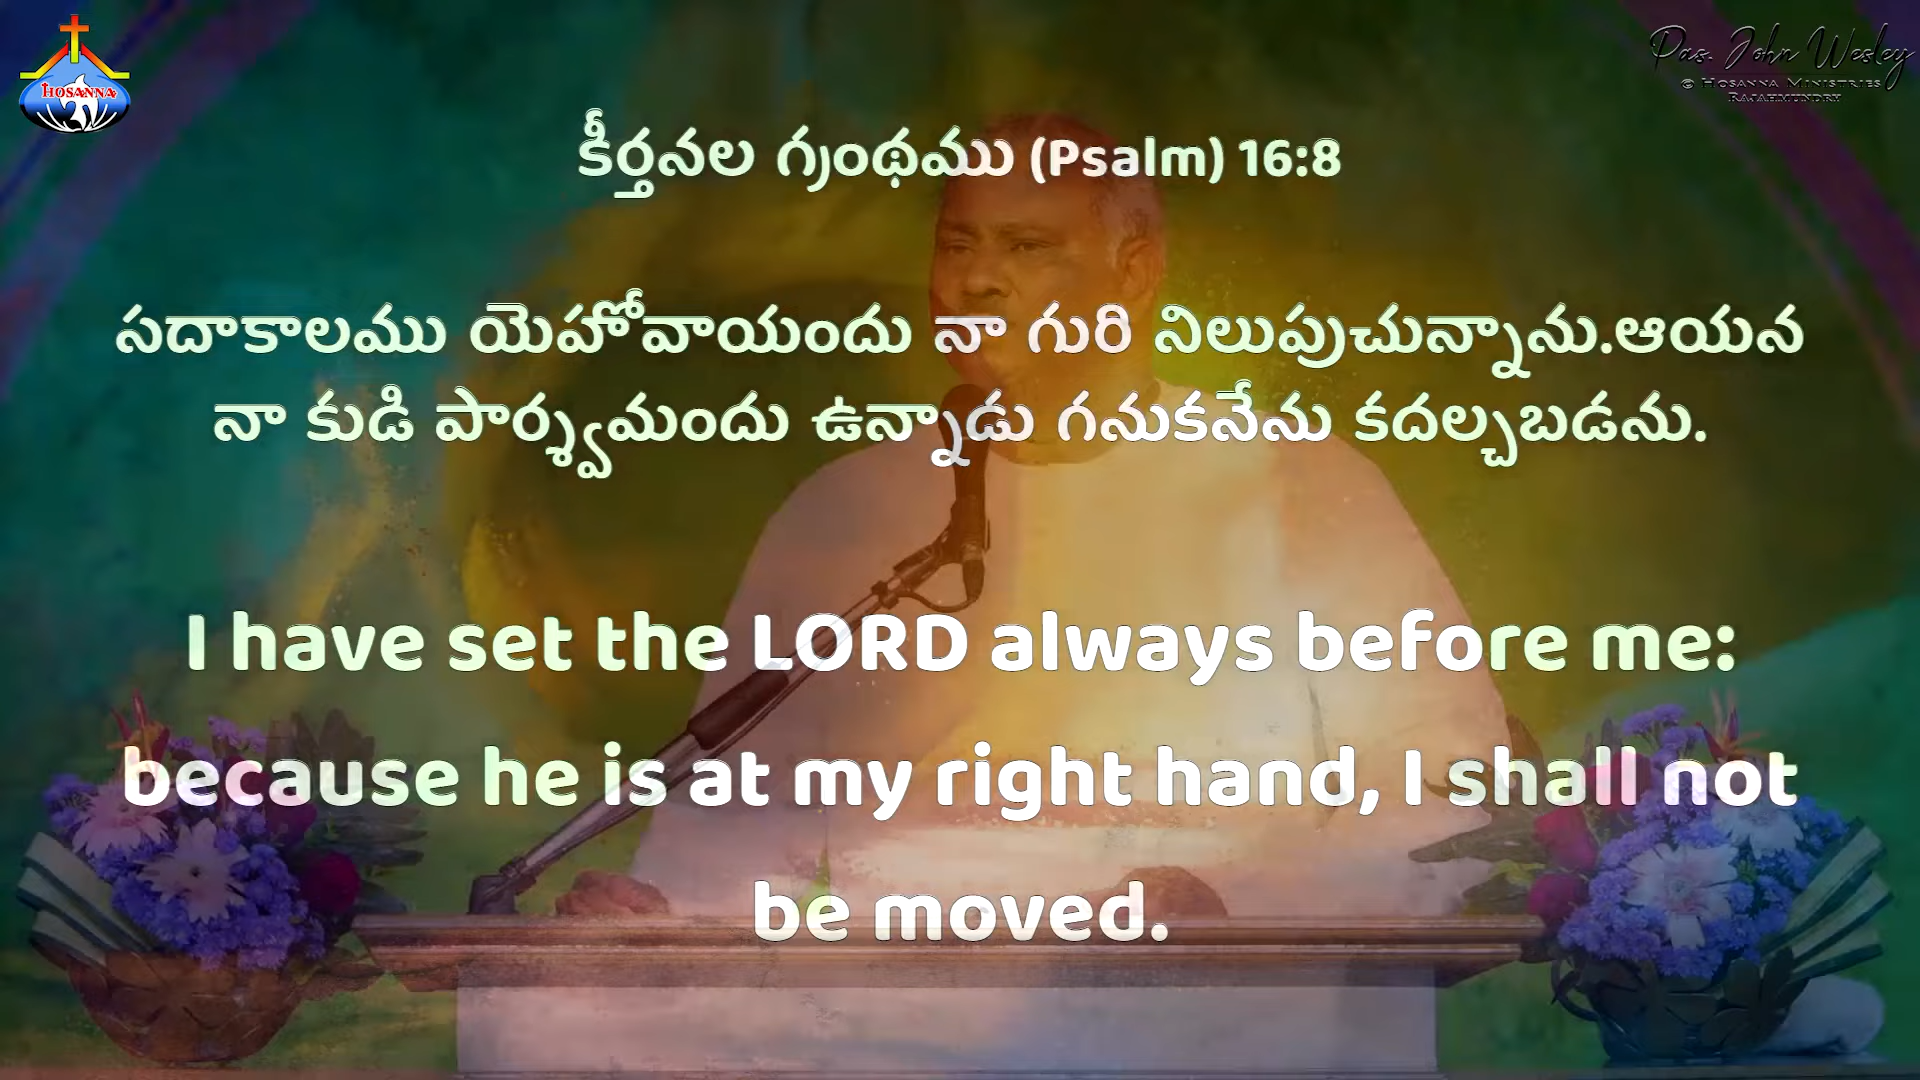 HOSANNA
Pas. John Wesley
© HOSANNA MINISTRIES
RAJAHMUNDRY
కీర్తనల గ్రంథము (Psalm) 16:8
సదాకాలము యెహోవాయందు నా గురి నిలుపుచున్నాను.ఆయన
నా కుడి పార్శ్వమందు ఉన్నాడు గనుకనేను కదల్చబడను.
I have set the LORD always before me:
because he is at my right hand, I shall not
be moved.